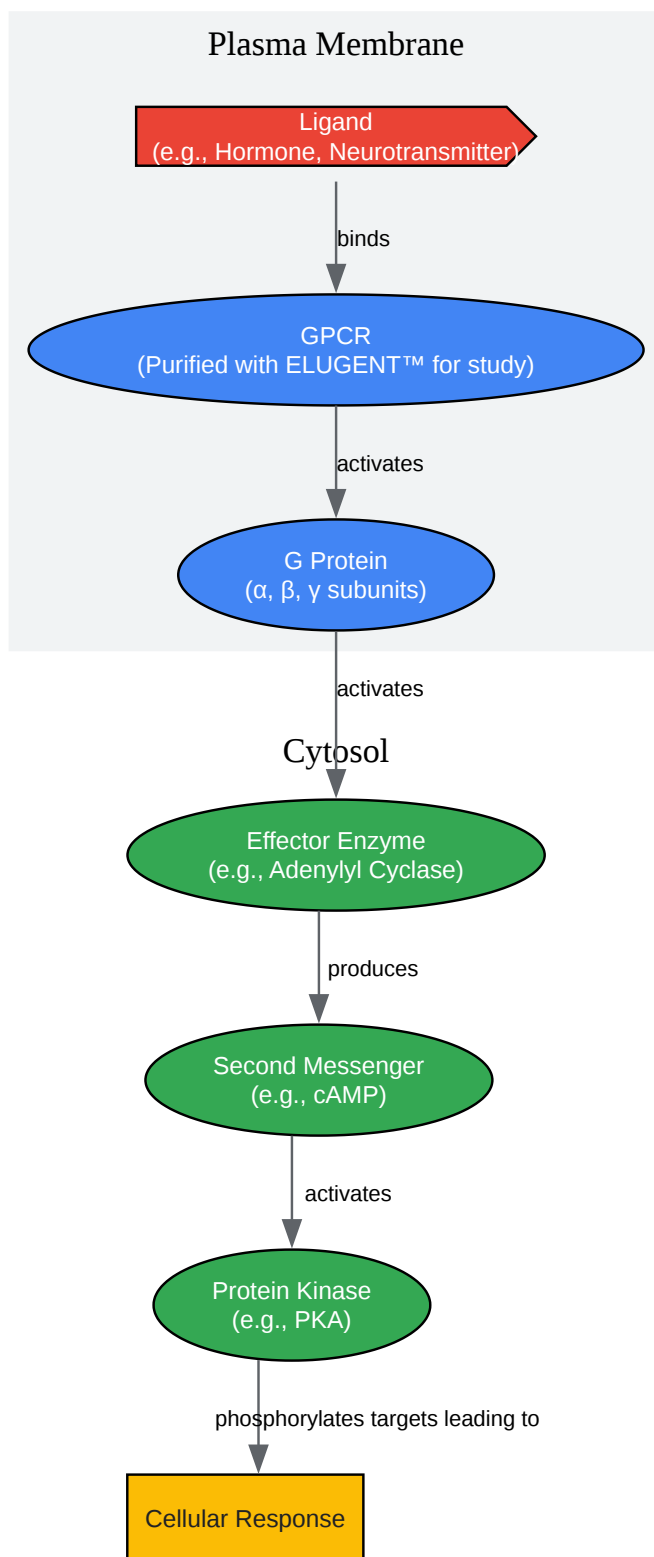 Plasma Membrane
Ligand
(e.g., Hormone, Neurotransmitter)
binds
GPCR
(Purified with ELUGENT™ for study)
activates
G Protein
(α, β, γ subunits)
activates
Cytosol
Effector Enzyme
(e.g., Adenylyl Cyclase)
produces
Second Messenger
(e.g., cAMP)
activates
Protein Kinase
(e.g., PKA)
phosphorylates targets leading to
Cellular Response